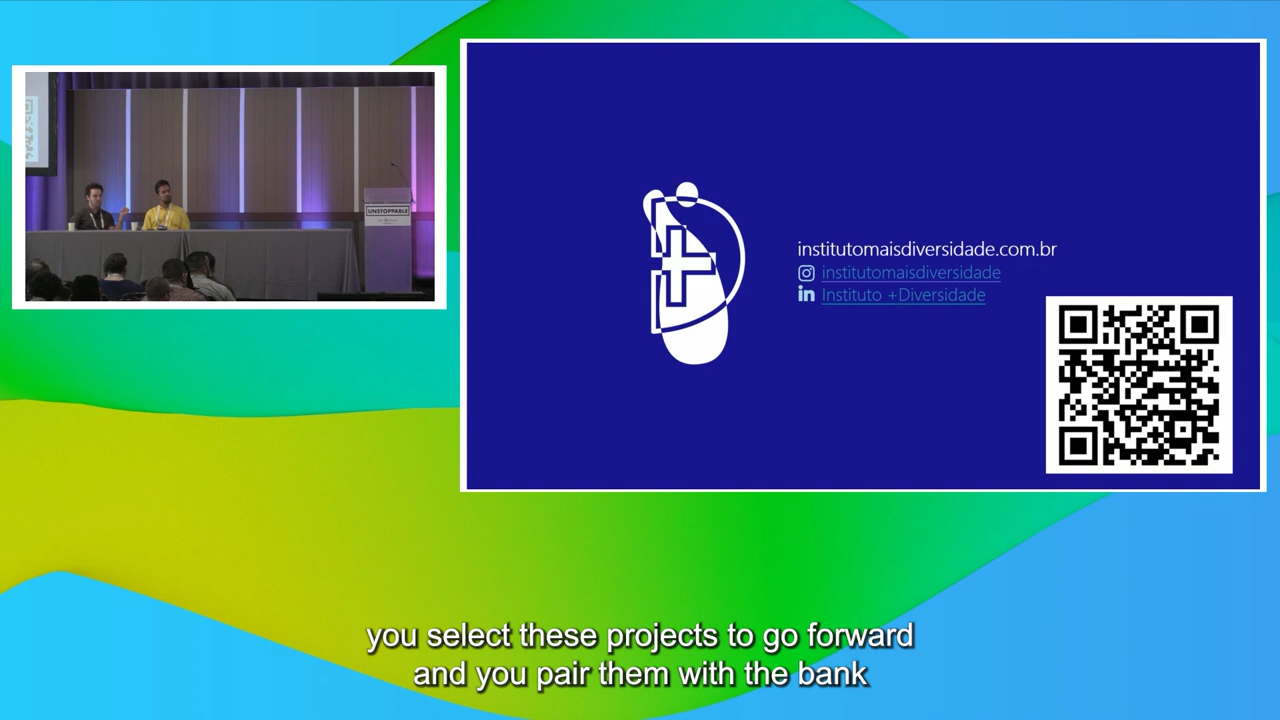 UNSTOPPABLE
institutomaisdiversidade.com.br
institutomaisdiversidade
in Instituto +Diversidade
you select these projects to go forward
and you pair them with the bank